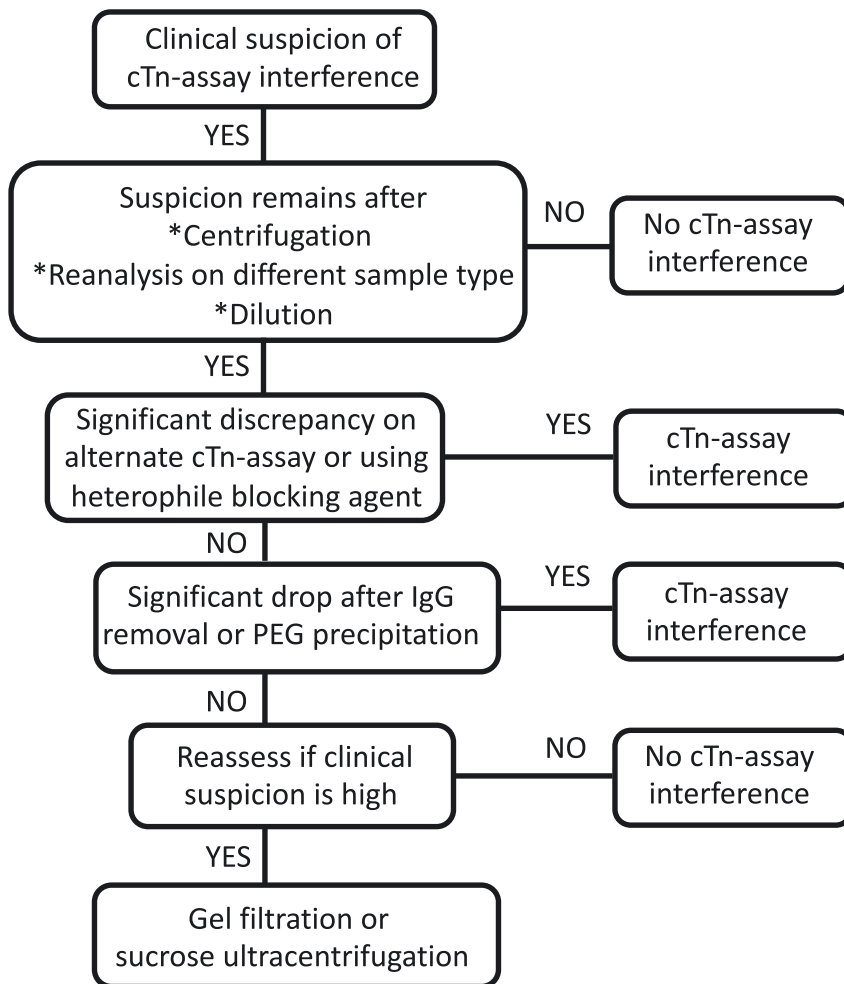 Clinical suspicion of
cTn-assay interference
YES
Suspicion remains after
*Centrifugation
*Reanalysis on different sample type
*Dilution
NO
No cTn-assay
interference
YES
Significant discrepancy on
alternate cTn-assay or using
heterophile blocking agent
YES
cTn-assay
interference
NO
Significant drop after IgG
removal or PEG precipitation
YES
cTn-assay
interference
NO
Reassess if clinical
suspicion is high
NO
No cTn-assay
interference
YES
Gel filtration or
sucrose ultracentrifugation